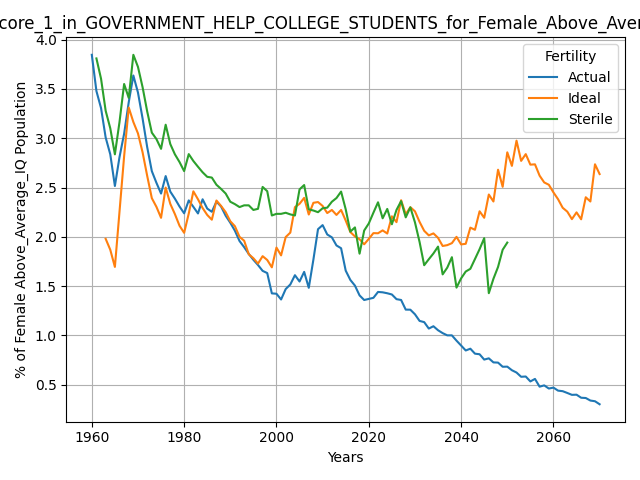 core_1_in_GOVERNMENT_HELP_COLLEGE_STUDENTS_for_Female_Above_Aver
Fertility
Actual
Ideal
Sterile
% of Female Above_Average_IQ Population
4.0
3.5
3.0
2.5
2.0
1.5
1.0
0.5
1960 1980 2000 2020 2040 2060
Years